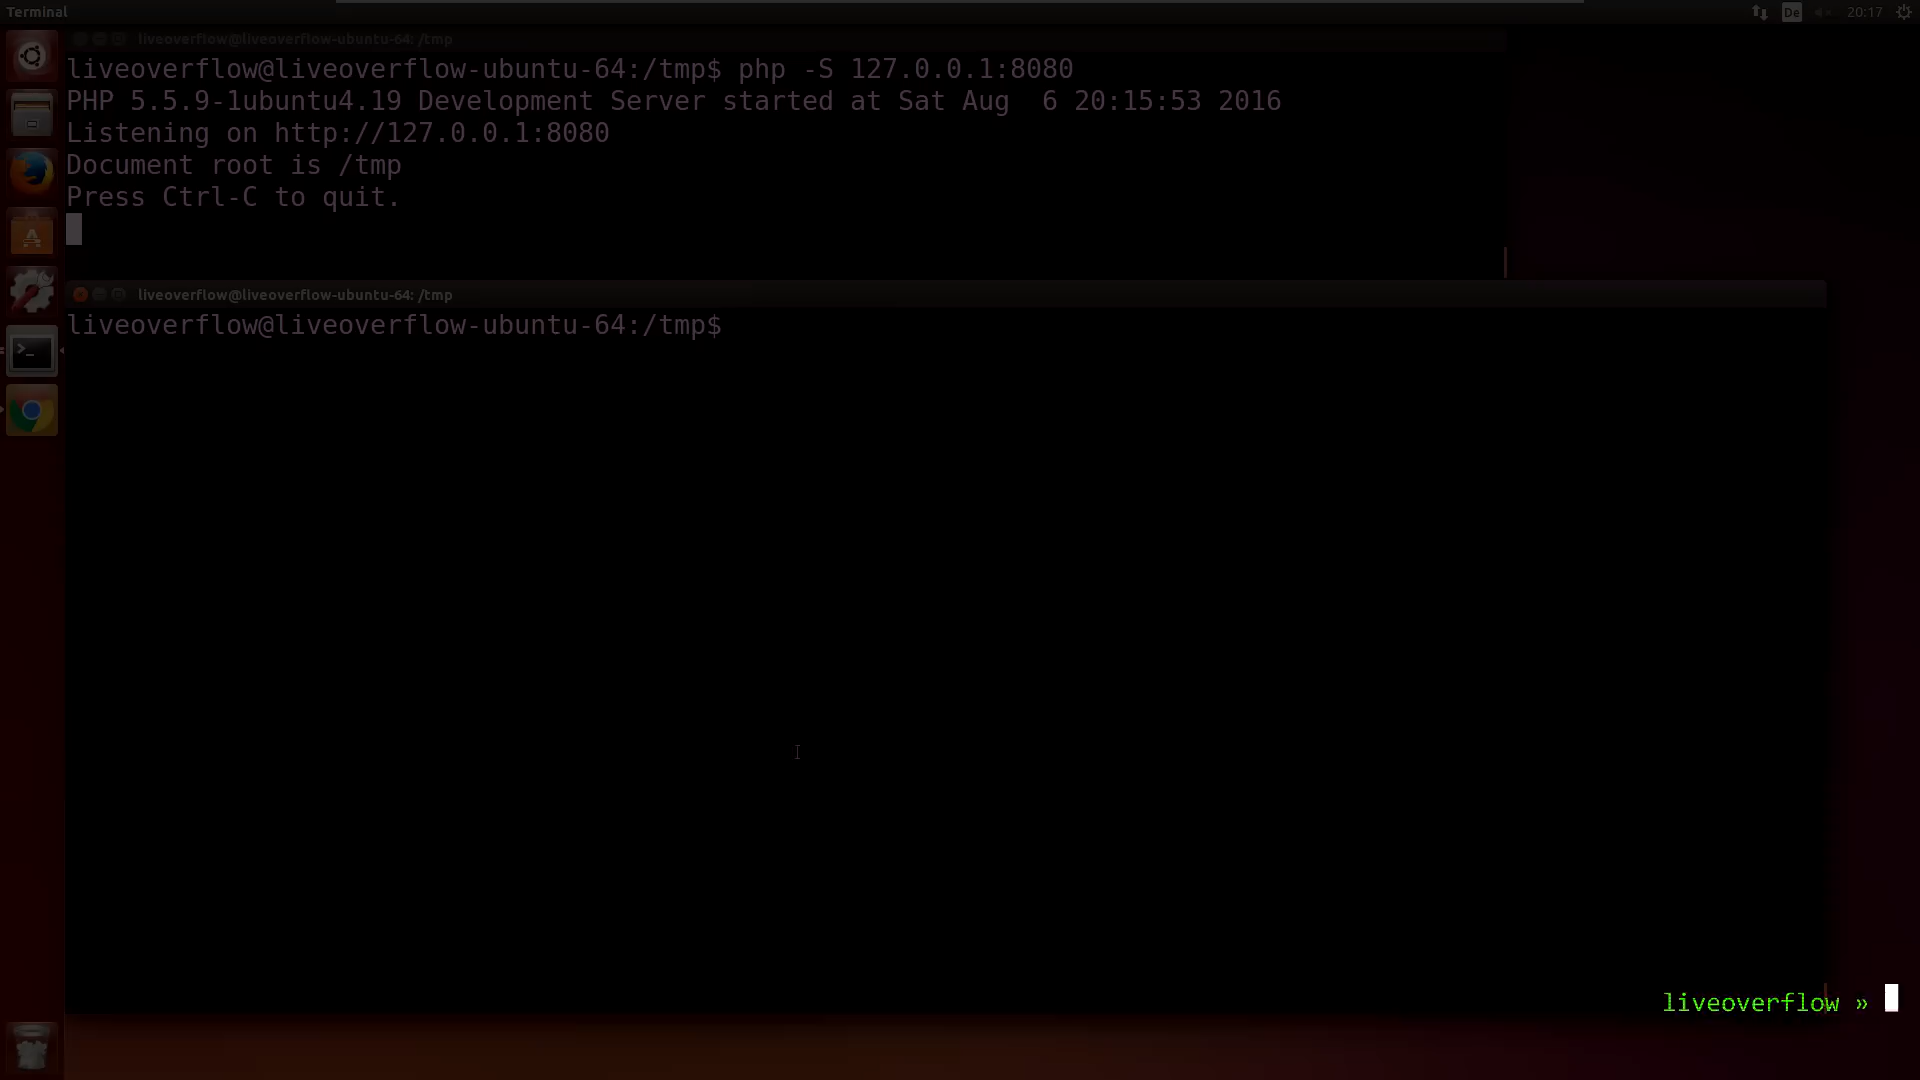 Terminal
De
20:17
liveoverflow@liveoverflow-ubuntu-64: /tmp
liveoverflow@liveoverflow-ubuntu-64:/tmp$ php -S 127.0.0.1:8080
PHP 5.5.9-1ubuntu4.19 Development Server started at Sat Aug  6 20:15:53 2016
Listening on http://127.0.0.1:8080
Document root is /tmp
Press Ctrl-C to quit.
liveoverflow@liveoverflow-ubuntu-64: /tmp
liveoverflow@liveoverflow-ubuntu-64:/tmp$
liveoverflow »